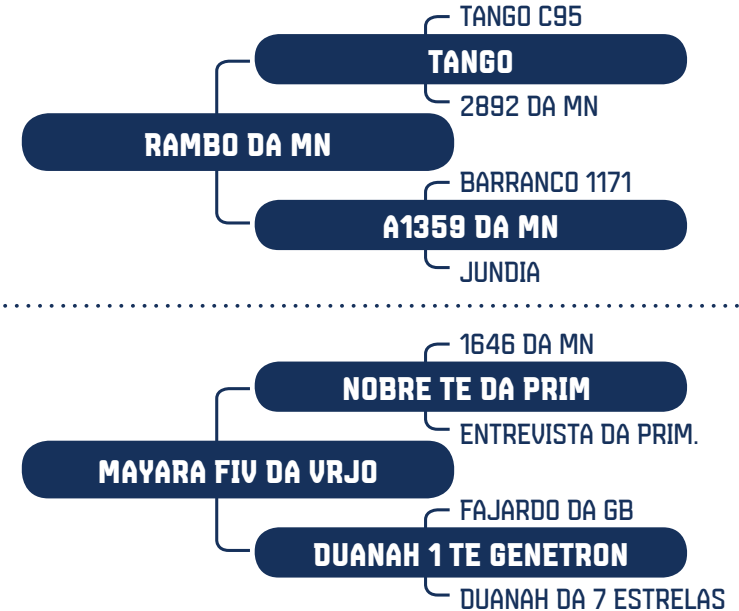 TANGO C95
TANGO
2892 DA MN
RAMBO DA MN
BARRANCO 1171
A1359 DA MN
JUNDIA
1646 DA MN
NOBRE TE DA PRIM
ENTREVISTA DA PRIM.
MAYARA FIV DA VRJO
FAJARDO DA GB
DUANAH 1 TE GENETRON
DUANAH DA 7 ESTRELAS